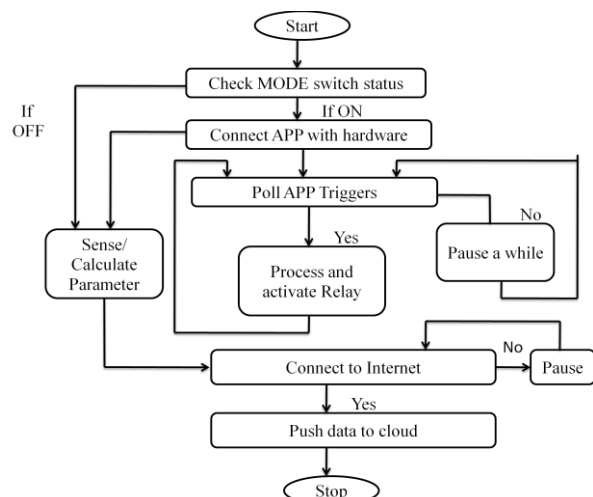 Start
Check MODE switch status
If
OFF
If ON
Connect APP with hardware
Poll APP Triggers
No
Yes
Sense/
Calculate
Parameter
Process and
activate Relay
Pause a while
Connect to Internet
No
Pause
Yes
Push data to cloud
Stop